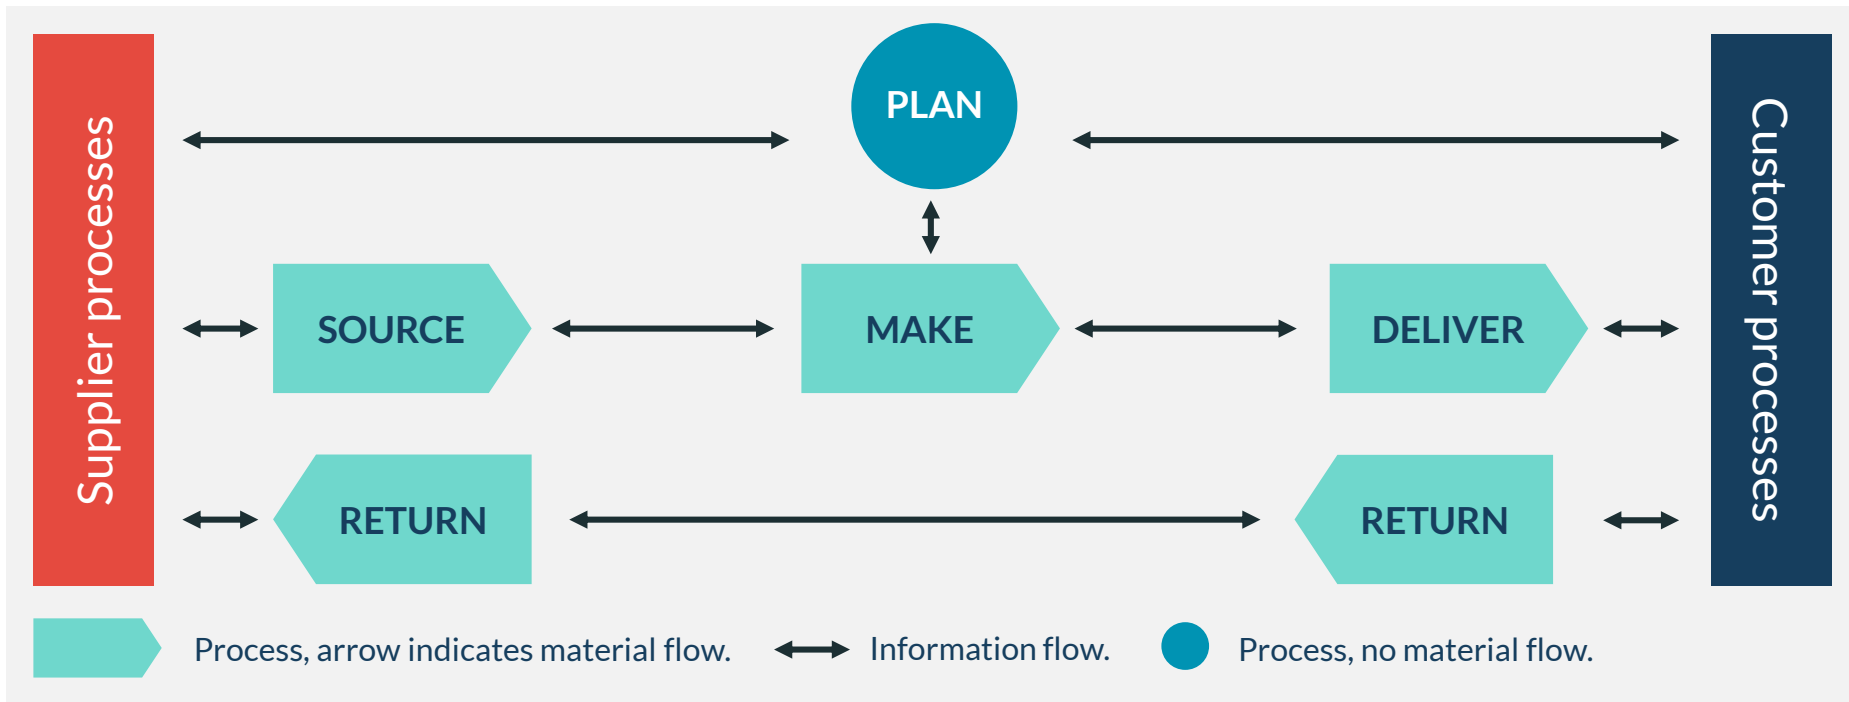 PLAN
Supplier processes
Customer processes
SOURCE
MAKE
DELIVER
RETURN
RETURN
Process, arrow indicates material flow.
Information flow.
Process, no material flow.